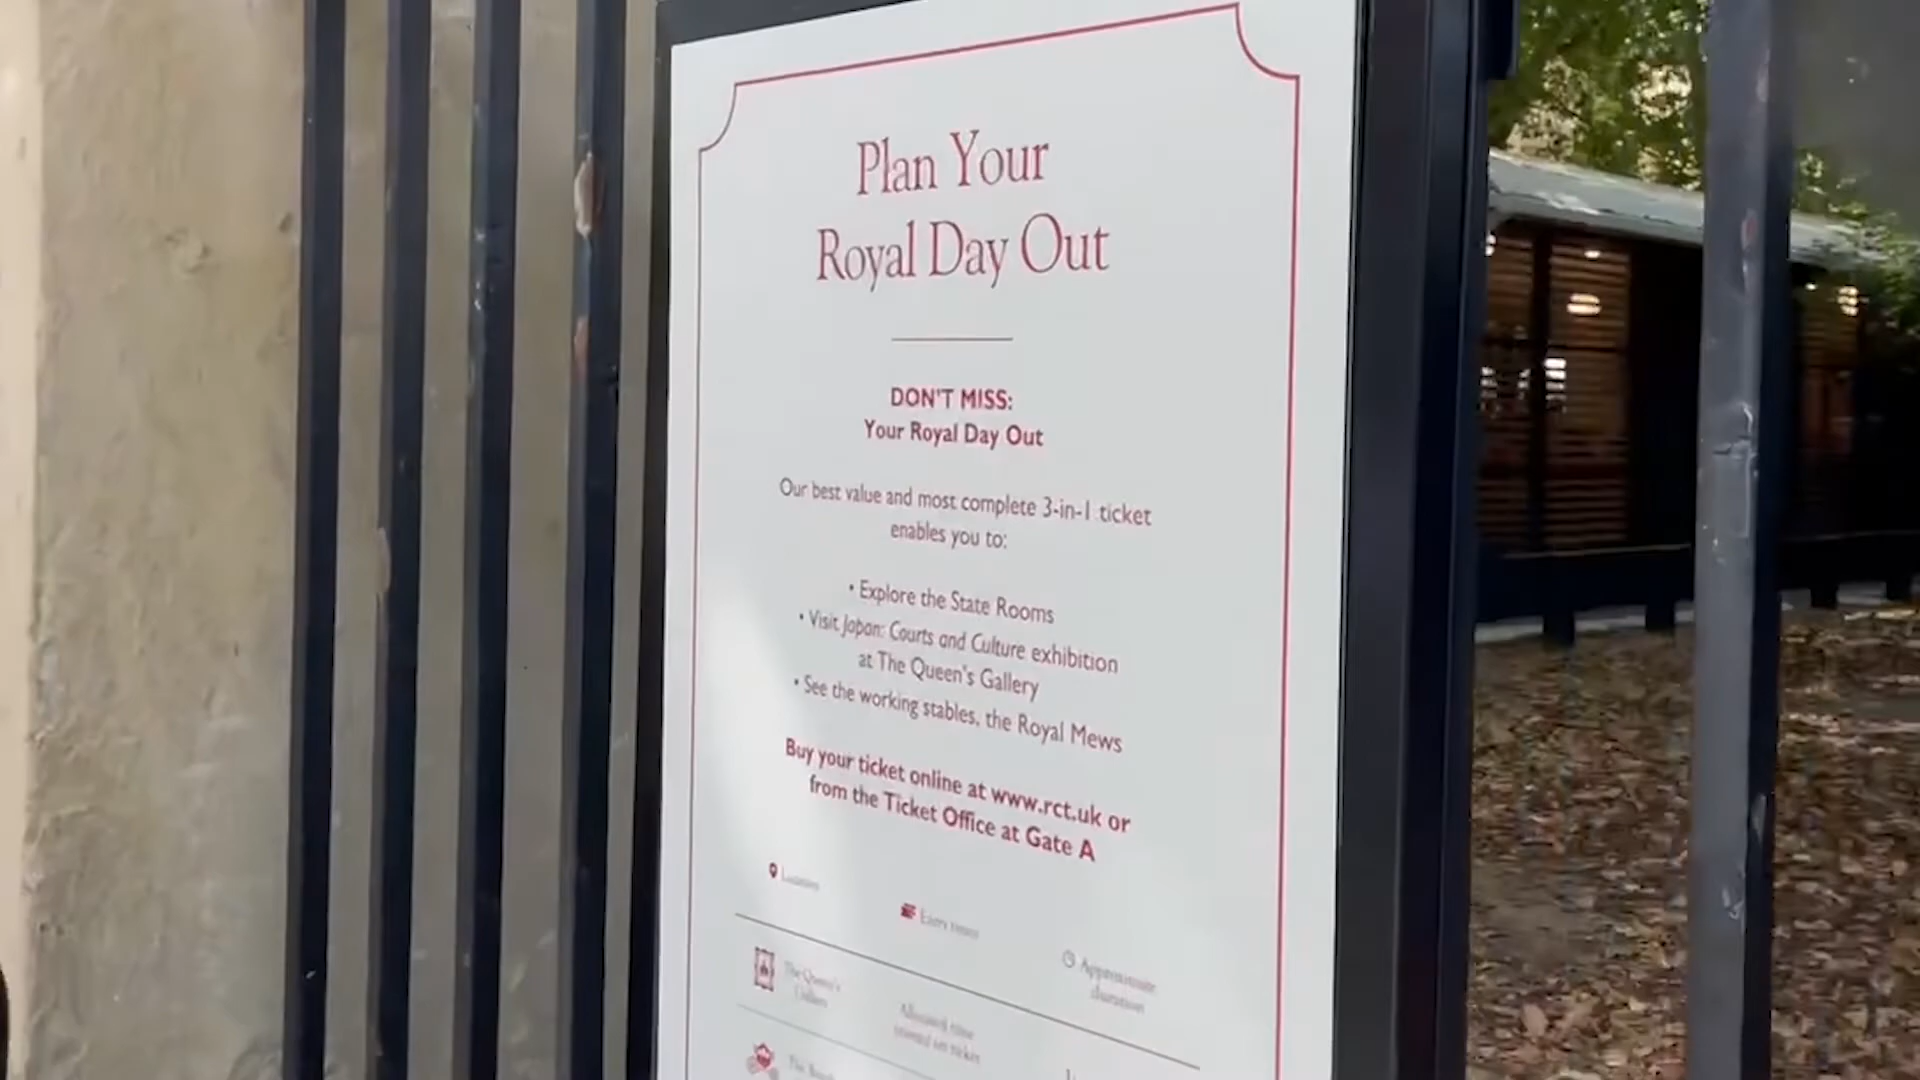 Plan Your
Royal Day Out
DON'T MISS:
Your Royal Day Out
Our best value and most complete 3-in-1 ticket
enables you to:
• Explore the State Rooms
• Visit Japan: Courts and Culture exhibition
at The Queen's Gallery
• See the working stables, the Royal Mews
Buy your ticket online at www.rct.uk or
from the Ticket Office at Gate A
Location
Entry times
Approximate
duration
The Queen's
Gallery
Allocated time
printed on ticket
The Royal